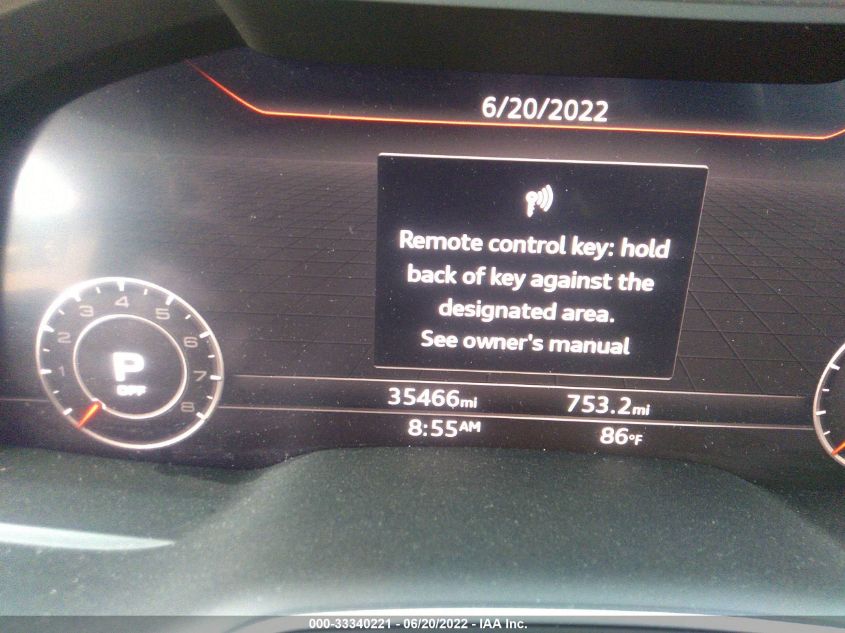 6/20/2022
Remote control key: hold
back of key against the
designated area.
See owner's manual
1 2 3 4 5 6 7 8
P
OFF
35466mi 753.2mi
8:55AM 86°F
000-33340221 - 06/20/2022 - IAA Inc.